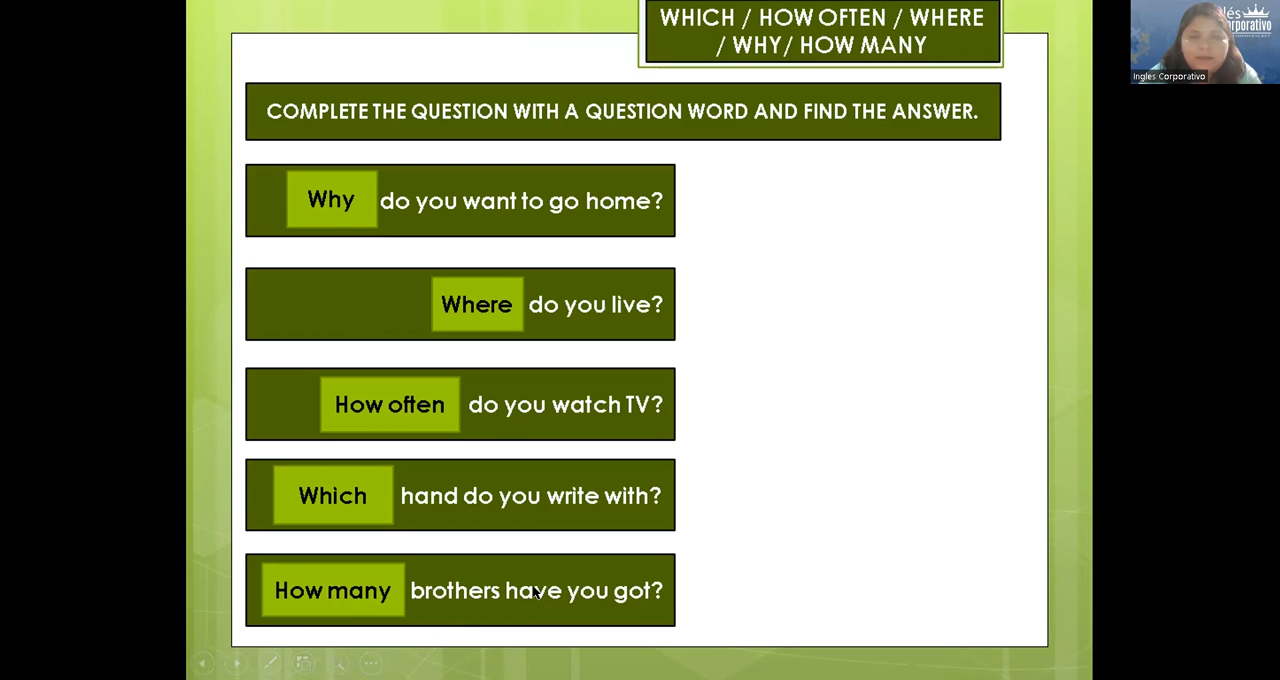 WHICH / HOW OFTEN / WHERE
/ WHY/ HOW MANY
COMPLETE THE QUESTION WITH A QUESTION WORD AND FIND THE ANSWER.
Why do you want to go home?
Where do you live?
How often do you watch TV?
Which hand do you write with?
How many brothers have you got?
Ingles Corporativo